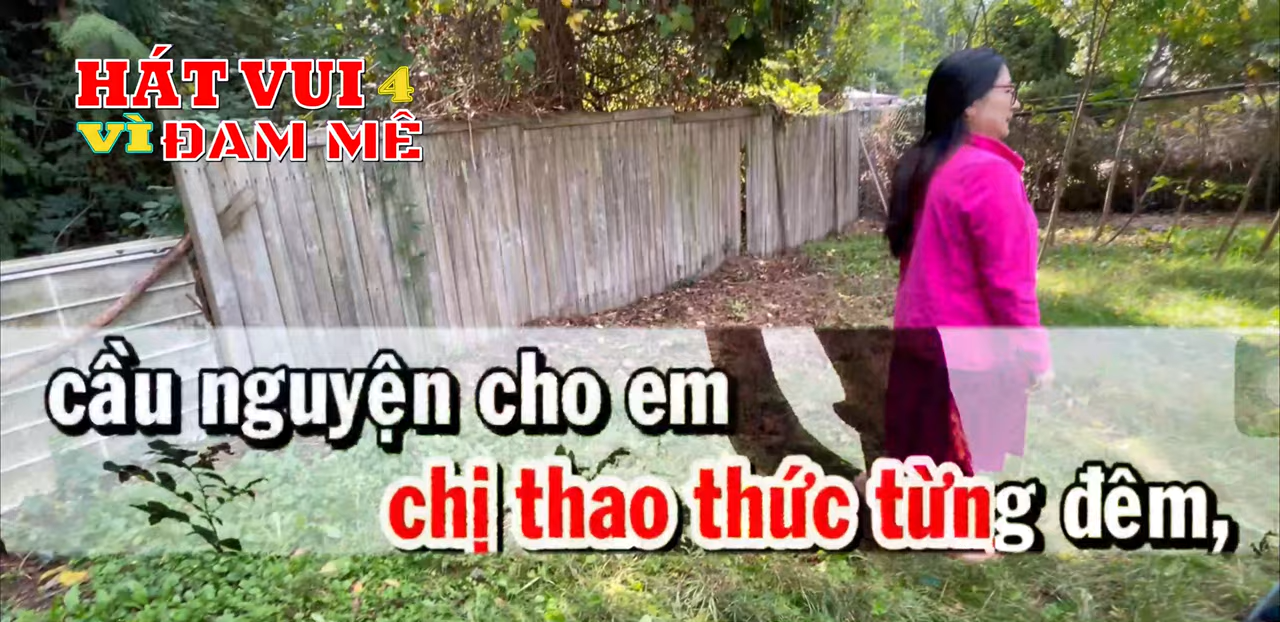 HÁT VUI 4
VÌ ĐAM MÊ
cầu nguyện cho em
chị thao thức từng đêm,